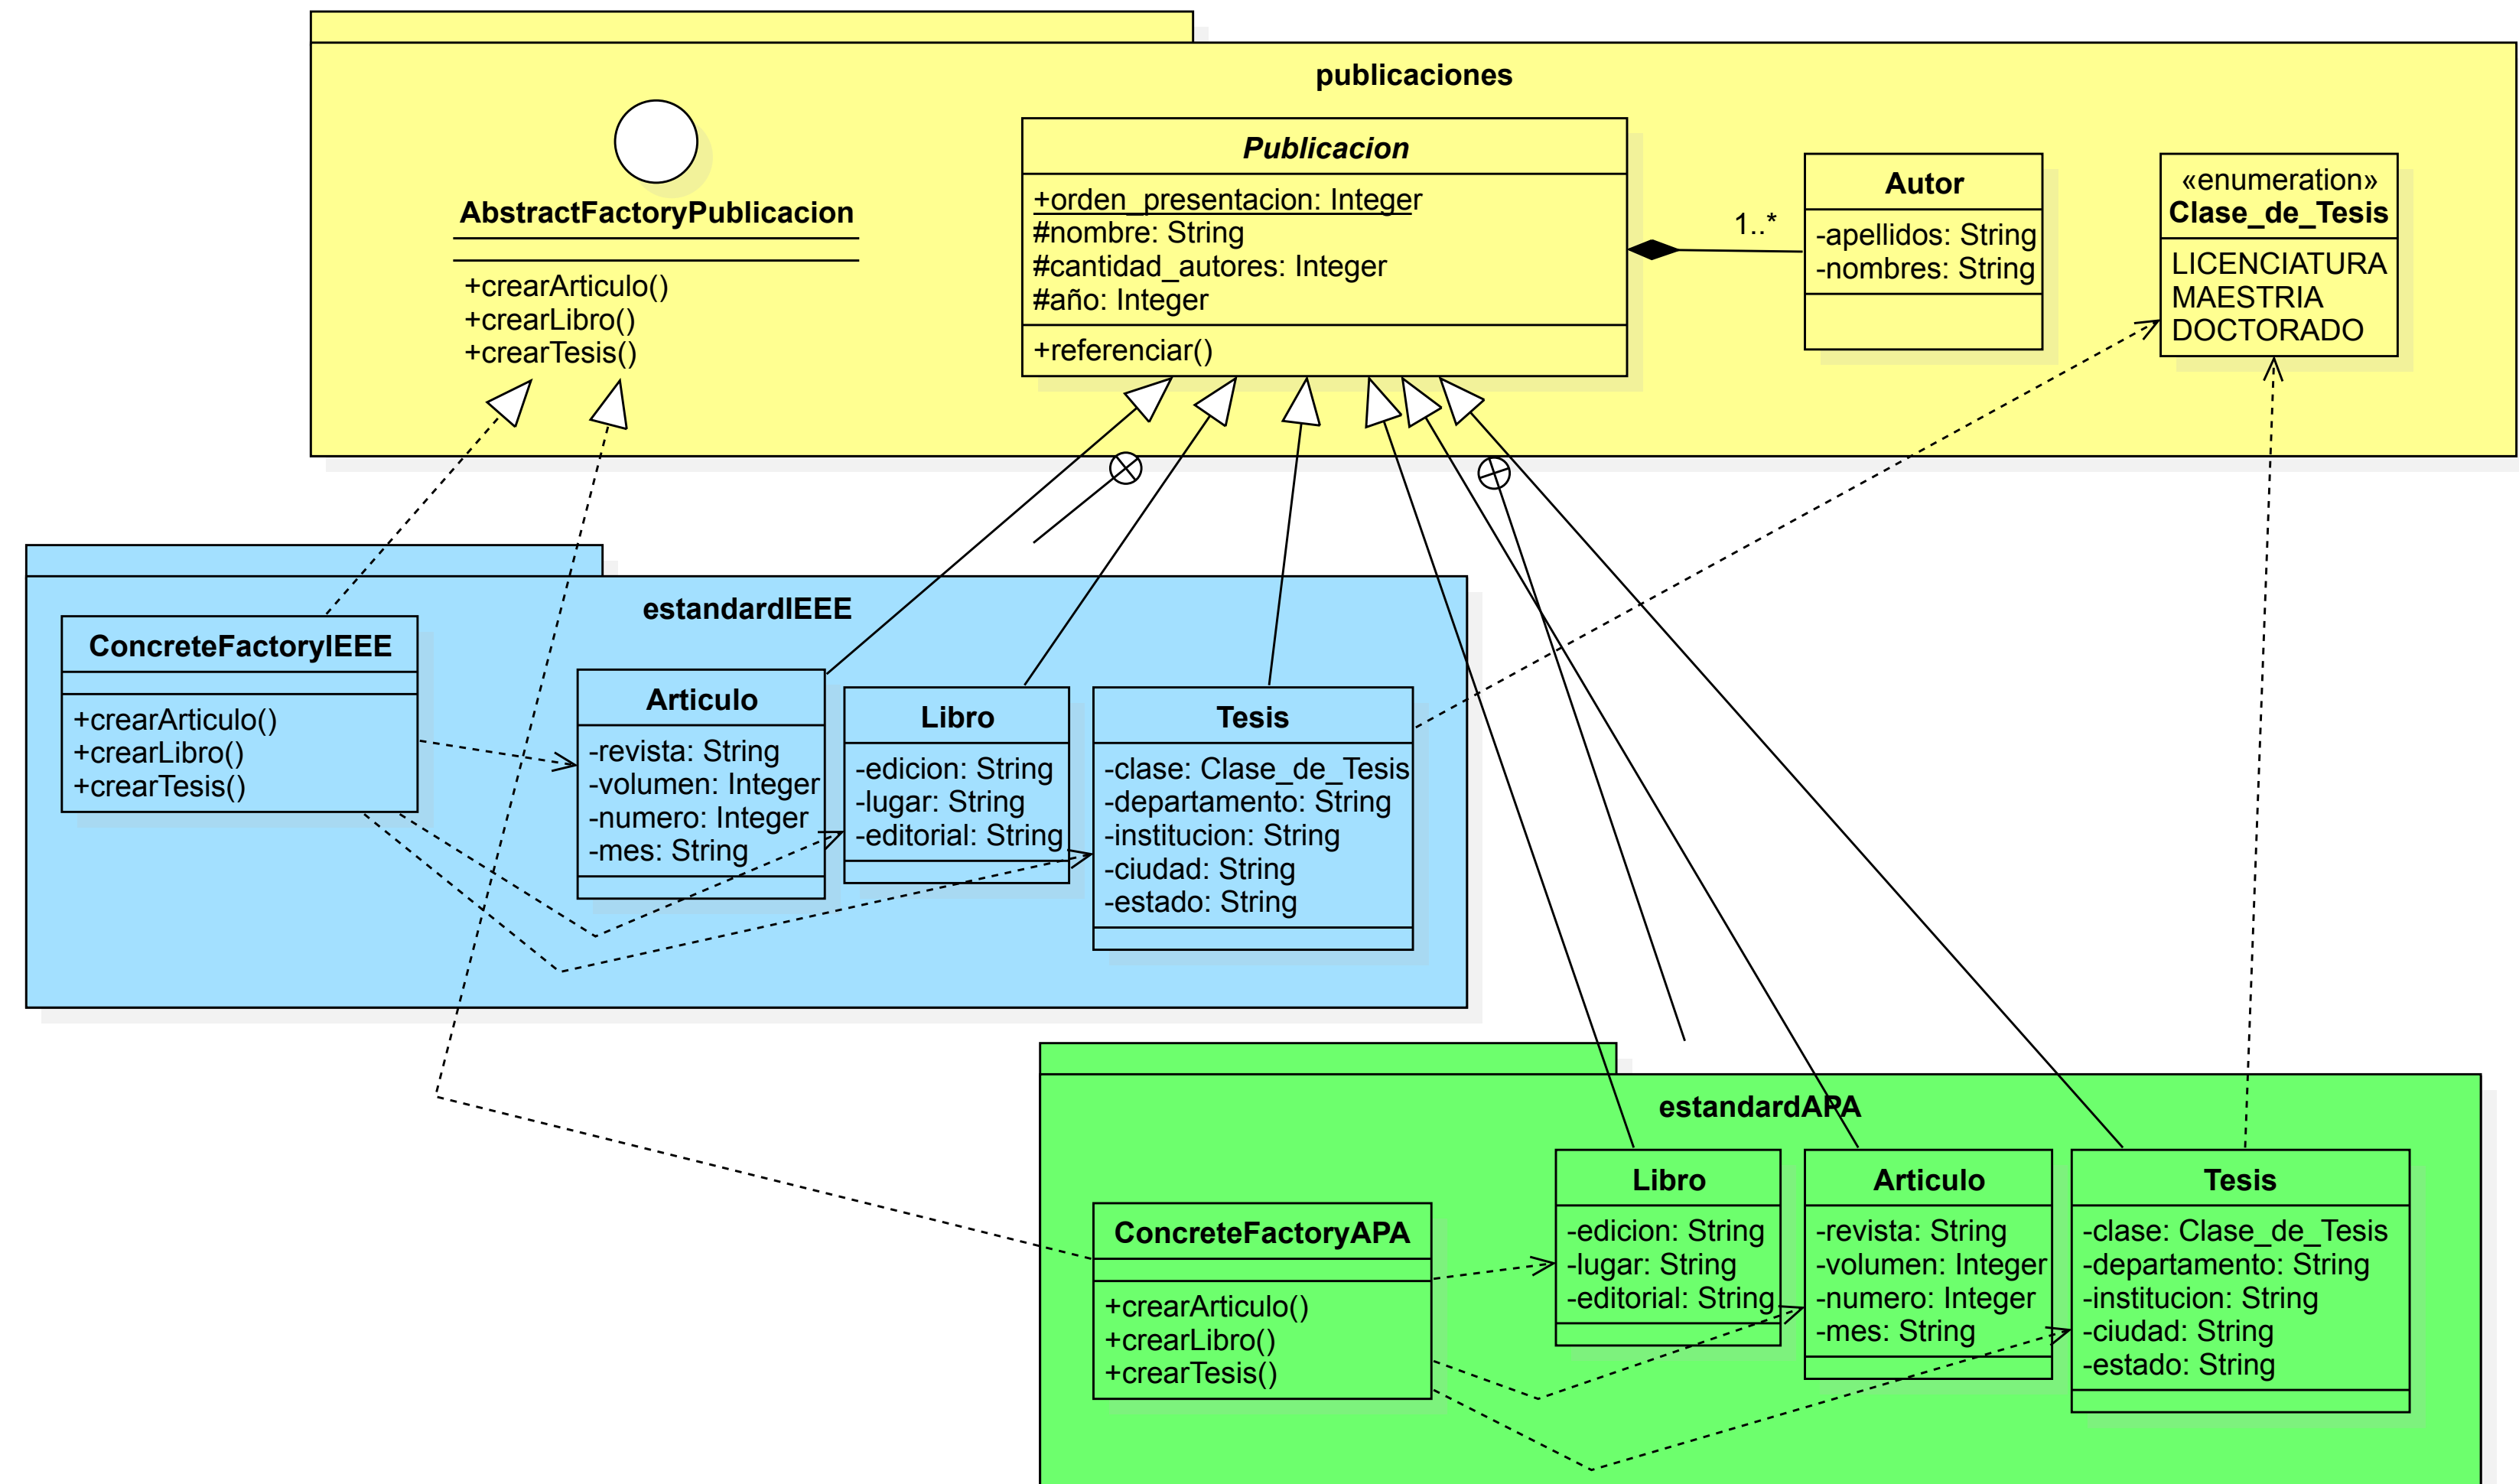 publicaciones
AbstractFactoryPublicacion
+crearArticulo()
+crearLibro()
+crearTesis()
Publicacion
+orden_presentacion: Integer
#nombre: String
#cantidad_autores: Integer
#año: Integer
+referenciar()
1..*
Autor
-apellidos: String
-nombres: String
«enumeration»
Clase_de_Tesis
LICENCIATURA
MAESTRIA
DOCTORADO
estandardIEEE
ConcreteFactoryIEEE
+crearArticulo()
+crearLibro()
+crearTesis()
Articulo
-revista: String
-volumen: Integer
-numero: Integer
-mes: String
Libro
-edicion: String
-lugar: String
-editorial: String
Tesis
-clase: Clase_de_Tesis
-departamento: String
-institucion: String
-ciudad: String
-estado: String
estandardAPA
ConcreteFactoryAPA
+crearArticulo()
+crearLibro()
+crearTesis()
Libro
-edicion: String
-lugar: String
-editorial: String
Articulo
-revista: String
-volumen: Integer
-numero: Integer
-mes: String
Tesis
-clase: Clase_de_Tesis
-departamento: String
-institucion: String
-ciudad: String
-estado: String